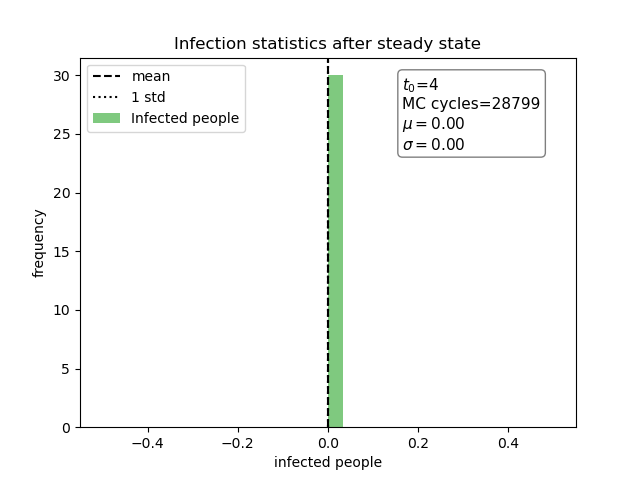 Infection statistics after steady state
mean
1 std
Infected people
t₀=4
MC cycles=28799
μ = 0.00
σ = 0.00
30
25
20
15
10
5
0
frequency
−0.4
−0.2
0.0
0.2
0.4
infected people